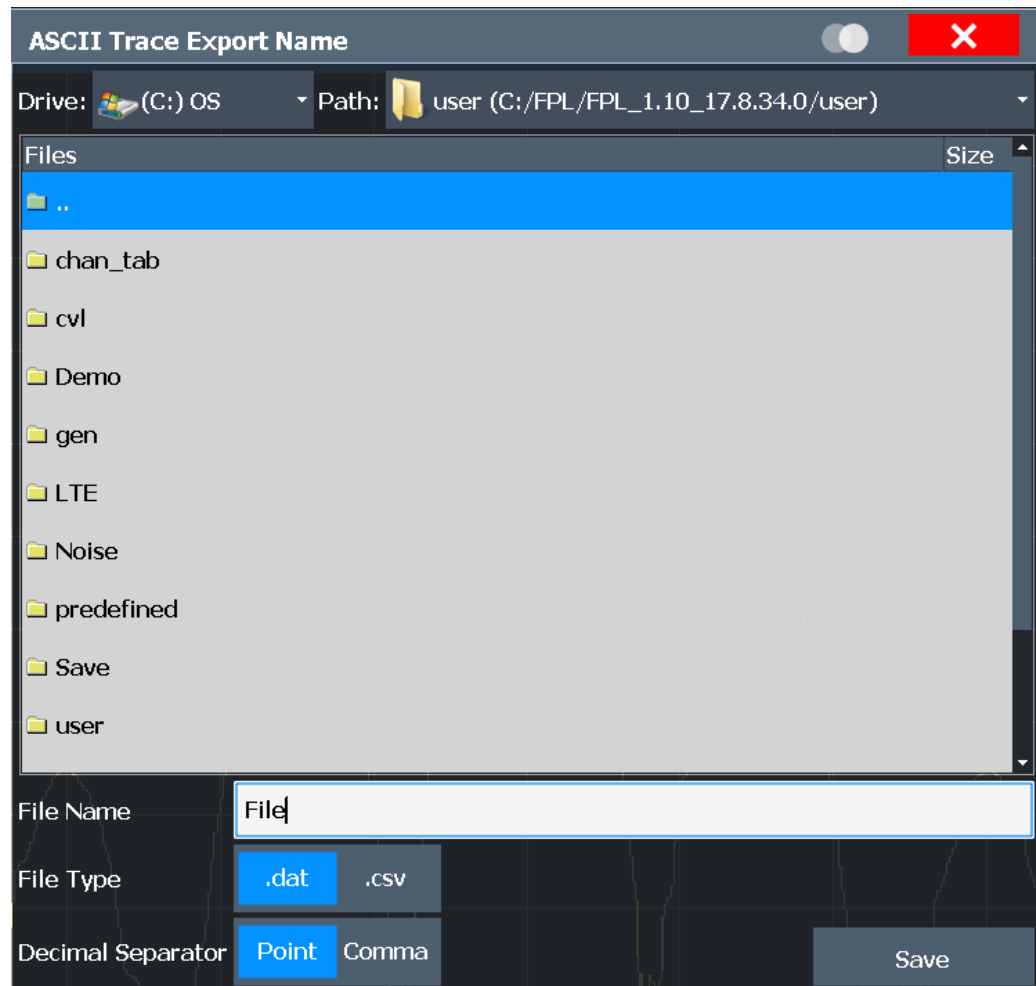 ASCII Trace Export Name
Drive: (C:) OS Path: user (C:/FPL/FPL_1.10_17.8.34.0/user)
Files Size
..
chan_tab
cvl
Demo
gen
LTE
Noise
predefined
Save
user
File Name File
File Type .dat .csv
Decimal Separator Point Comma Save